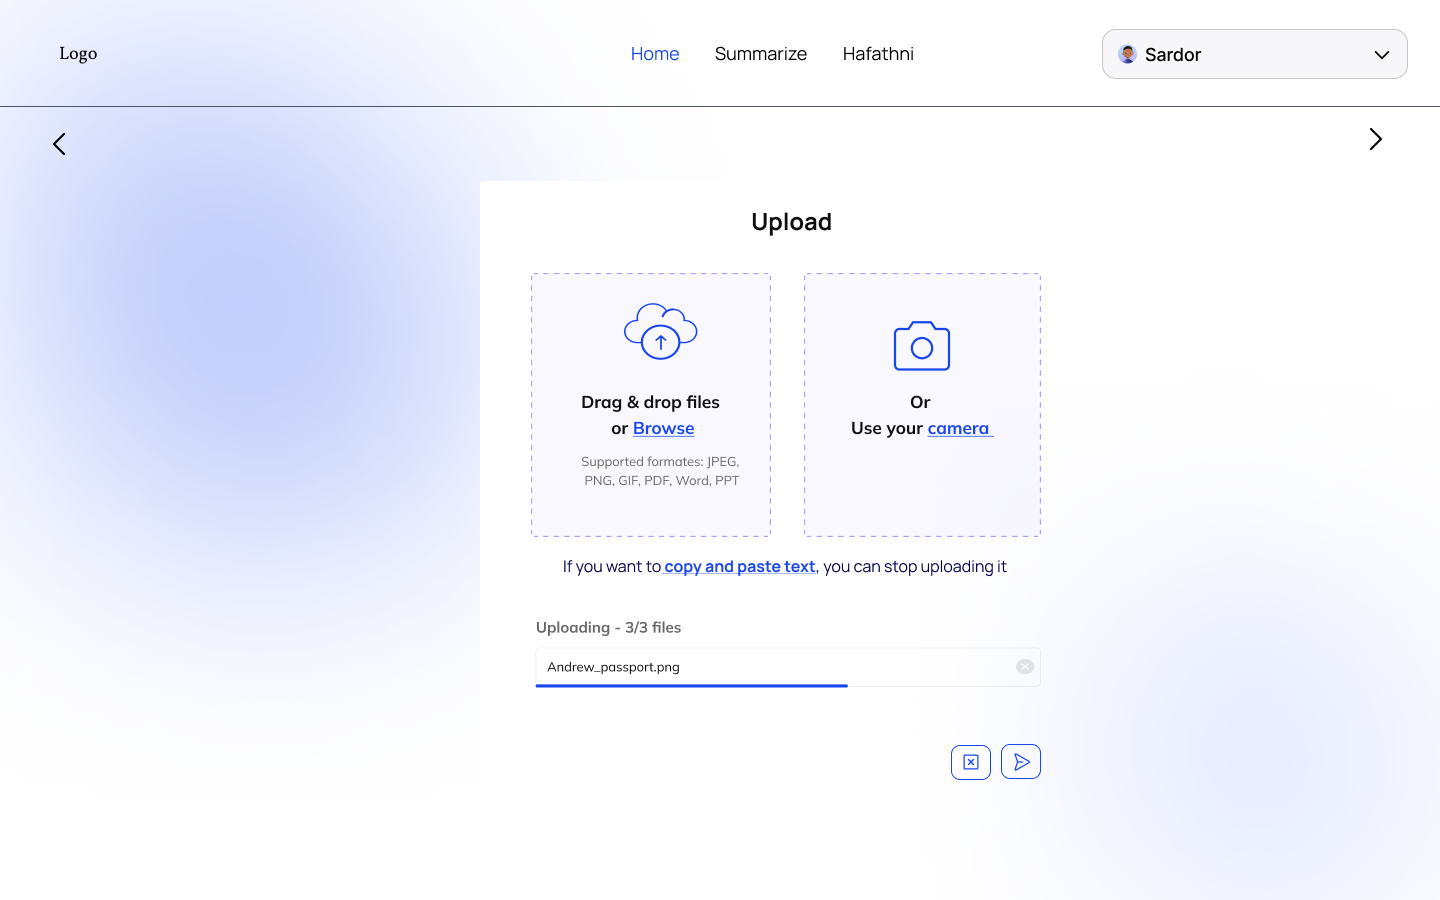 Logo
Home
Summarize
Hafathni
Sardor
Upload
Drag & drop files
or Browse
Supported formates: JPEG,
PNG, GIF, PDF, Word, PPT
Or
Use your camera
If you want to copy and paste text, you can stop uploading it
Uploading - 3/3 files
Andrew_passport.png